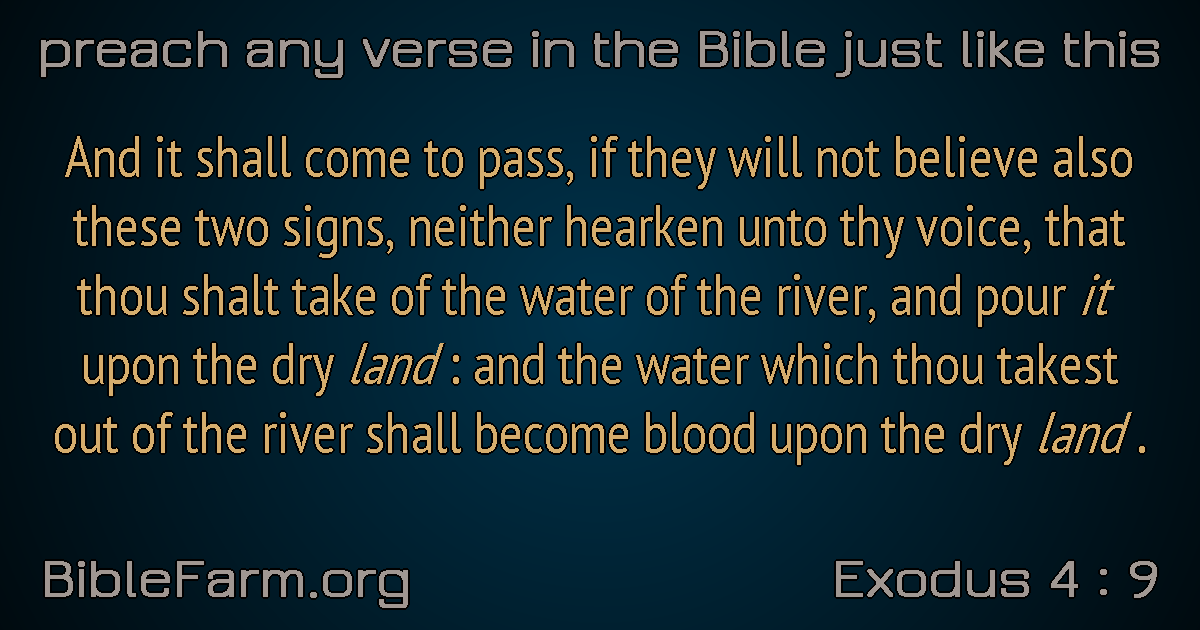 preach any verse in the Bible just like this
And it shall come to pass, if they will not believe also
these two signs, neither hearken unto thy voice, that
thou shalt take of the water of the river, and pour it
upon the dry land : and the water which thou takest
out of the river shall become blood upon the dry land .
BibleFarm.org
Exodus 4 : 9